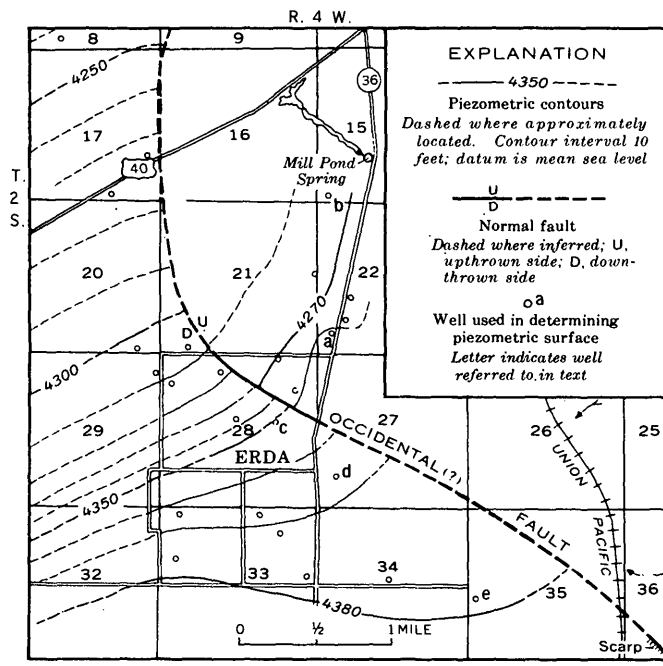 R. 4 W.
T.
2
S.
8
9
4250
36
17
16
15
Mill Pond
Spring
40
b
20
21
22
4270
U
D
a
4300
29
28
c
c
27
26
25
ERDA
OCCIDENTAL(?)
FAULT
d
4350
UNION
PACIFIC
32
33
34
35
36
e
4380
0 ½ 1 MILE
Scarp
EXPLANATION
4350
Piezometric contours
Dashed where approximately
located. Contour interval 10
feet; datum is mean sea level
U
D
Normal fault
Dashed where inferred; U,
upthrown side; D, down-
thrown side
a
Well used in determining
piezometric surface
Letter indicates well
referred to in text